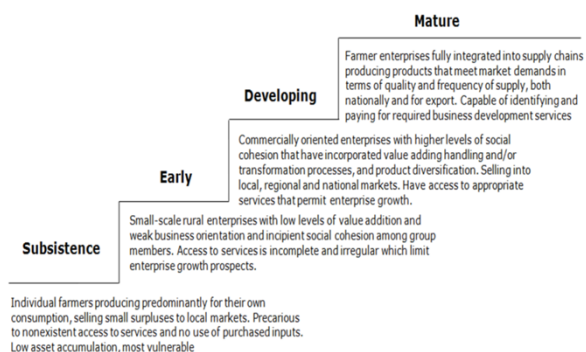 Mature
Farmer enterprises fully integrated into supply chains
producing products that meet market demands in
terms of quality and frequency of supply, both
nationally and for export. Capable of identifying and
paying for required business development services
Developing
Commercially oriented enterprises with higher levels of social
cohesion that have incorporated value adding handling and/or
transformation processes, and product diversification. Selling into
local, regional and national markets. Have access to appropriate
services that permit enterprise growth.
Early
Small-scale rural enterprises with low levels of value addition and
weak business orientation and incipient social cohesion among group
members. Access to services is incomplete and irregular which limit
enterprise growth prospects.
Subsistence
Individual farmers producing predominantly for their own
consumption, selling small surpluses to local markets. Precarious
to nonexistent access to services and no use of purchased inputs.
Low asset accumulation, most vulnerable